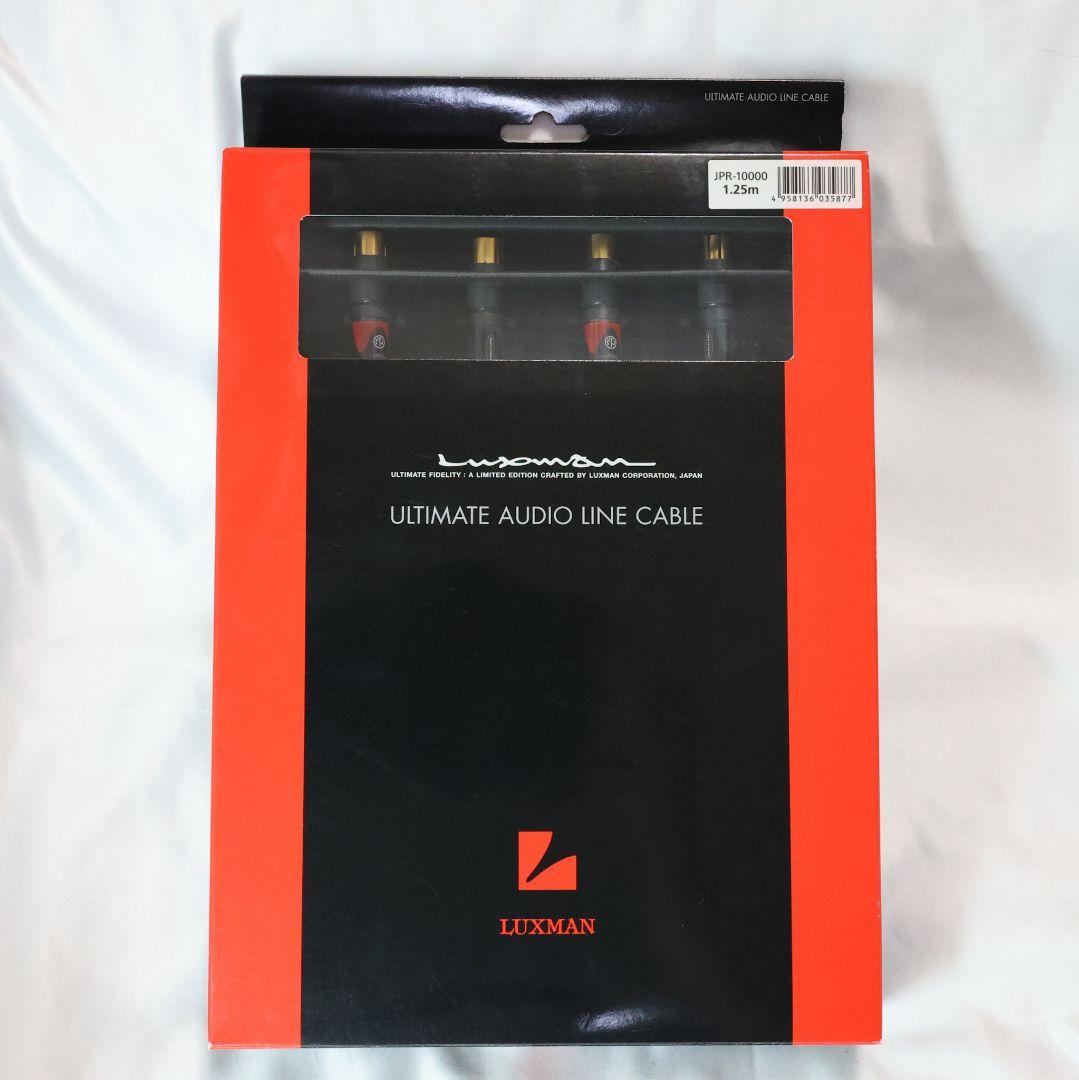 ULTIMATE AUDIO LINE CABLE
JPR-10000
1.25m
4 958136 035877
Luxman
ULTIMATE FIDELITY : A LIMITED EDITION CRAFTED BY LUXMAN CORPORATION, JAPAN
ULTIMATE AUDIO LINE CABLE
LUXMAN